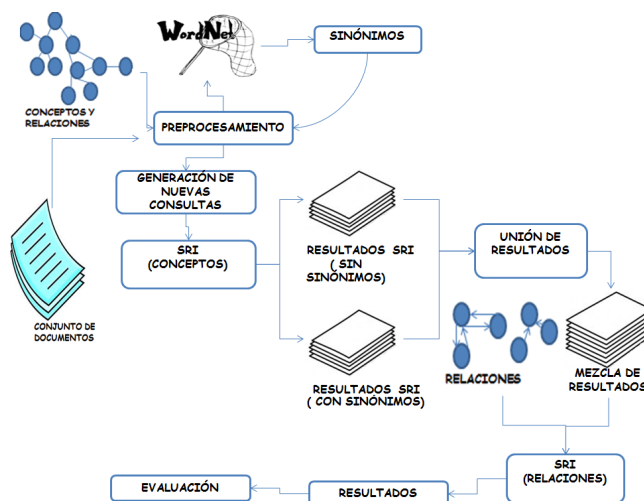 WordNet
SINÓNIMOS
CONCEPTOS Y
RELACIONES
PREPROCESAMIENTO
GENERACIÓN DE
NUEVAS
CONSULTAS
SRI
(CONCEPTOS)
CONJUNTO DE
DOCUMENTOS
RESULTADOS SRI
( SIN
SINÓNIMOS)
UNIÓN DE
RESULTADOS
RESULTADOS SRI
( CON SINÓNIMOS)
RELACIONES
MEZCLA DE
RESULTADOS
SRI
(RELACIONES)
RESULTADOS
EVALUACIÓN